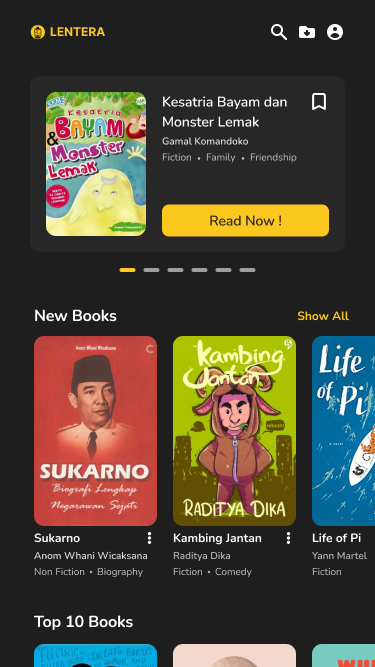 LENTERA
Kesatria
BAYAM
&
Monster
Lemak
Kesatria Bayam dan
Monster Lemak
Gamal Komandoko
Fiction • Family • Friendship
Read Now !
New Books
Show All
Anom Whani Wicaksana
SUKARNO
Biografi Lengkap
Negarawan Sejati
Kambing
Jantan
RADITYA DIKA
Life
of Pi
Sukarno
Anom Whani Wicaksana
Non Fiction • Biography
Kambing Jantan
Raditya Dika
Fiction • Comedy
Life of Pi
Yann Martel
Fiction
Top 10 Books